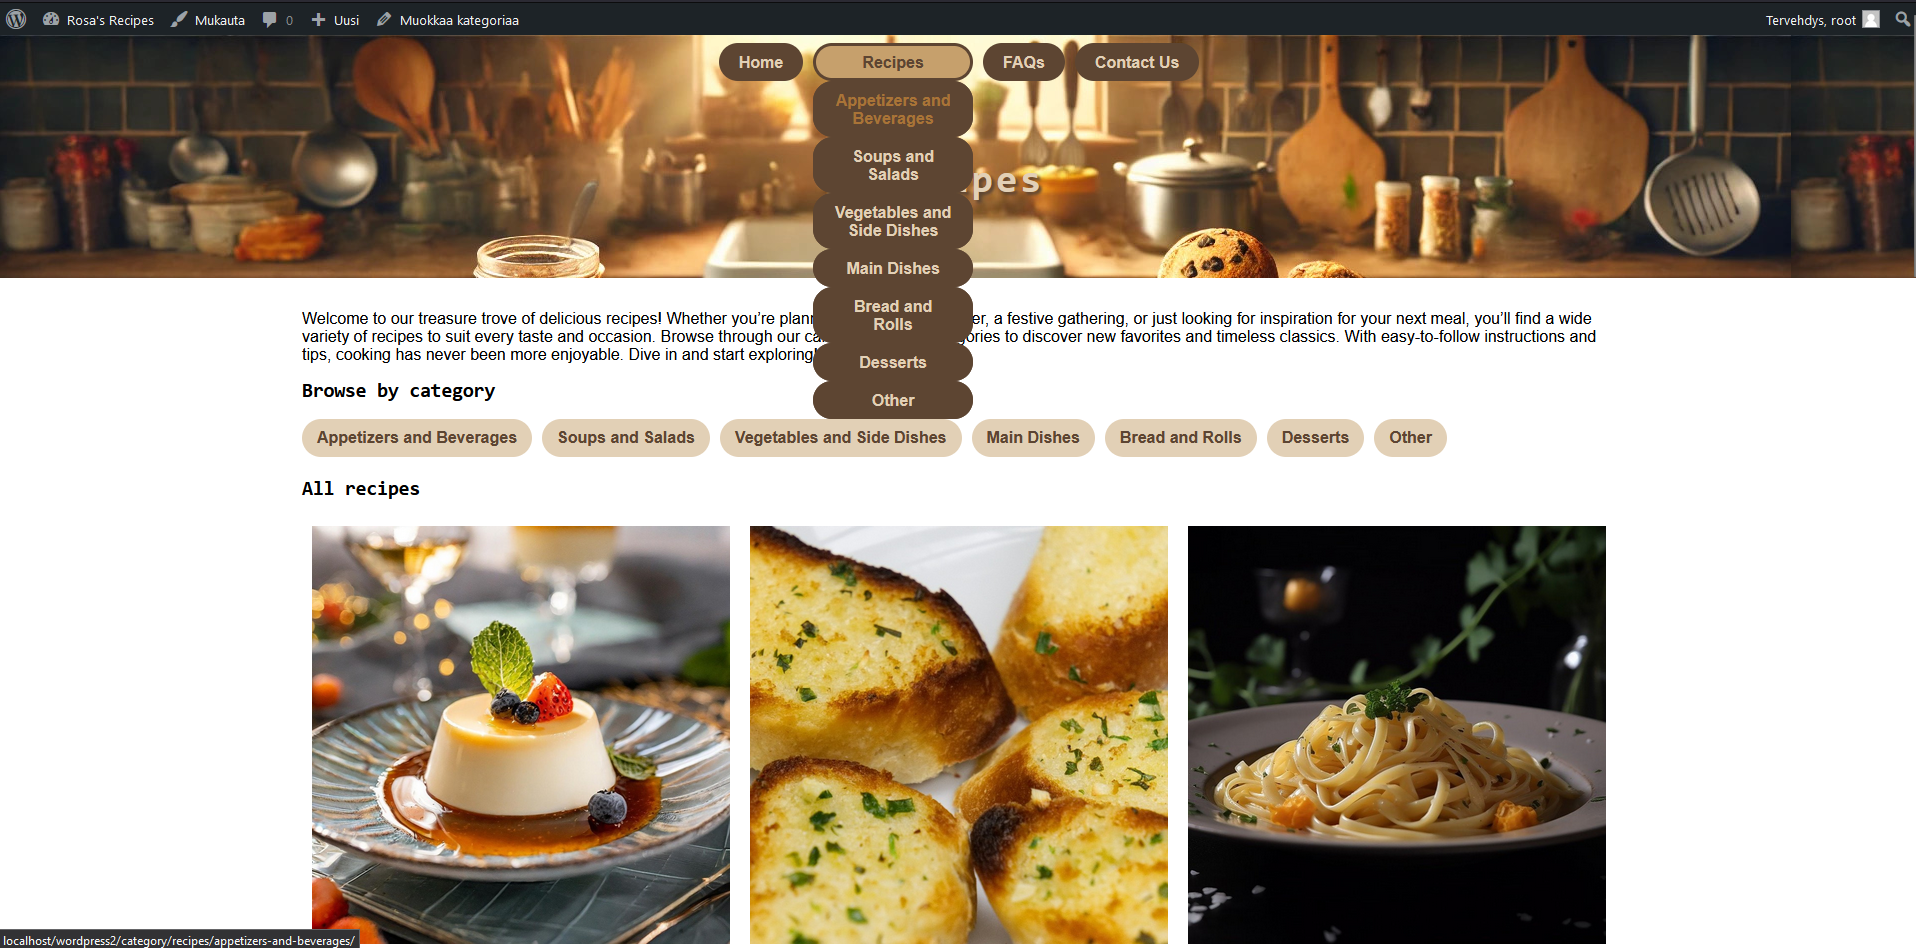 Rosa's Recipes Mukauta 0 Uusi Muokkaa kategoriaa Tervehdys, root
Home Recipes FAQs Contact Us
Appetizers and
Beverages
Soups and
Salads
pes
Vegetables and
Side Dishes
Main Dishes
Bread and
Rolls
Desserts
Other
Welcome to our treasure trove of delicious recipes! Whether you’re plann er, a festive gathering, or just looking for inspiration for your next meal, you’ll find a wide
variety of recipes to suit every taste and occasion. Browse through our ca gories to discover new favorites and timeless classics. With easy-to-follow instructions and
tips, cooking has never been more enjoyable. Dive in and start exploring!
Browse by category
Appetizers and Beverages Soups and Salads Vegetables and Side Dishes Main Dishes Bread and Rolls Desserts Other
All recipes
localhost/wordpress2/category/recipes/appetizers-and-beverages/